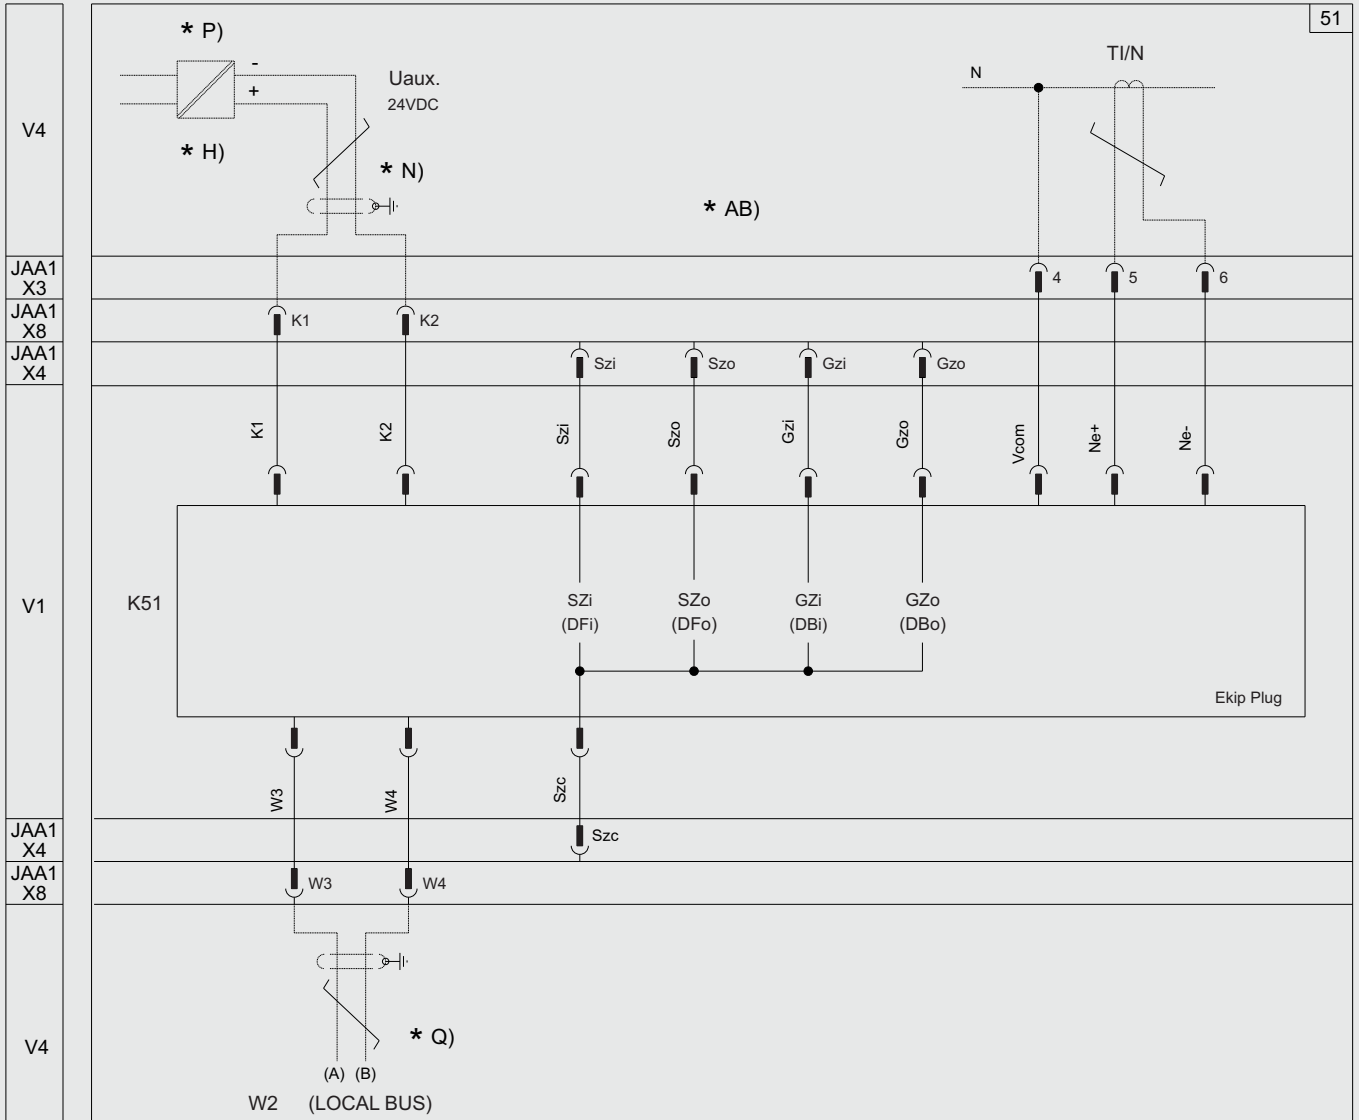 51
* P)
TI/N
-
Uaux.
N
+
24VDC
V4
* H)
* N)
* AB)
JAA1
X3
4
5
6
JAA1
X8
K1
K2
JAA1
X4
Szi
Szo
Gzi
Gzo
K1
K2
Szi
Szo
Gzi
Gzo
Vcom
Ne+
Ne-
V1
K51
SZi
(DFi)
SZo
(DFo)
GZi
(DBi)
GZo
(DBo)
Ekip Plug
W3
W4
Szc
JAA1
X4
Szc
JAA1
X8
W3
W4
V4
* Q)
(A) (B)
W2 (LOCAL BUS)